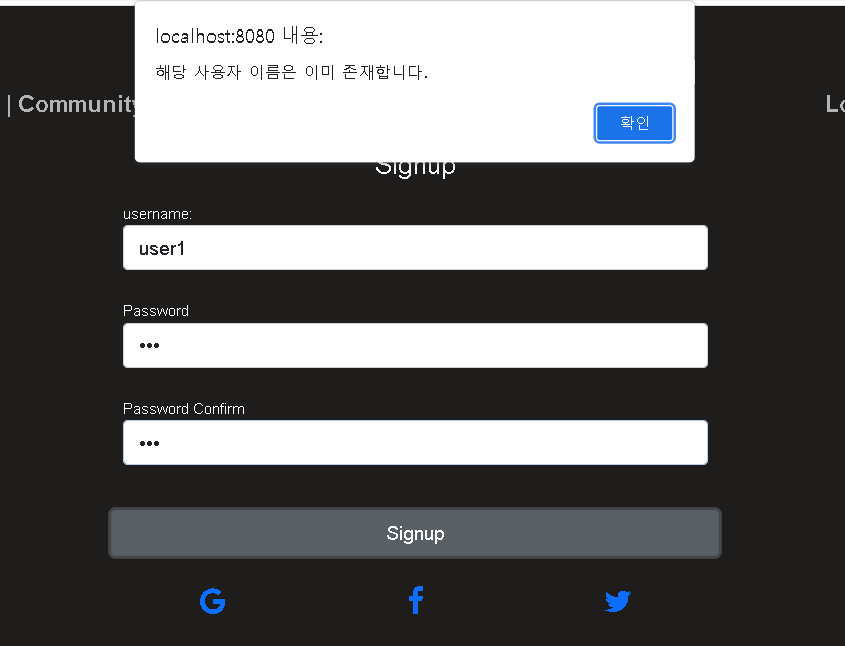 localhost:8080 내용:
해당 사용자 이름은 이미 존재합니다.
확인
| Community
Signup
username:
user1
Password
•••
Password Confirm
•••
Signup